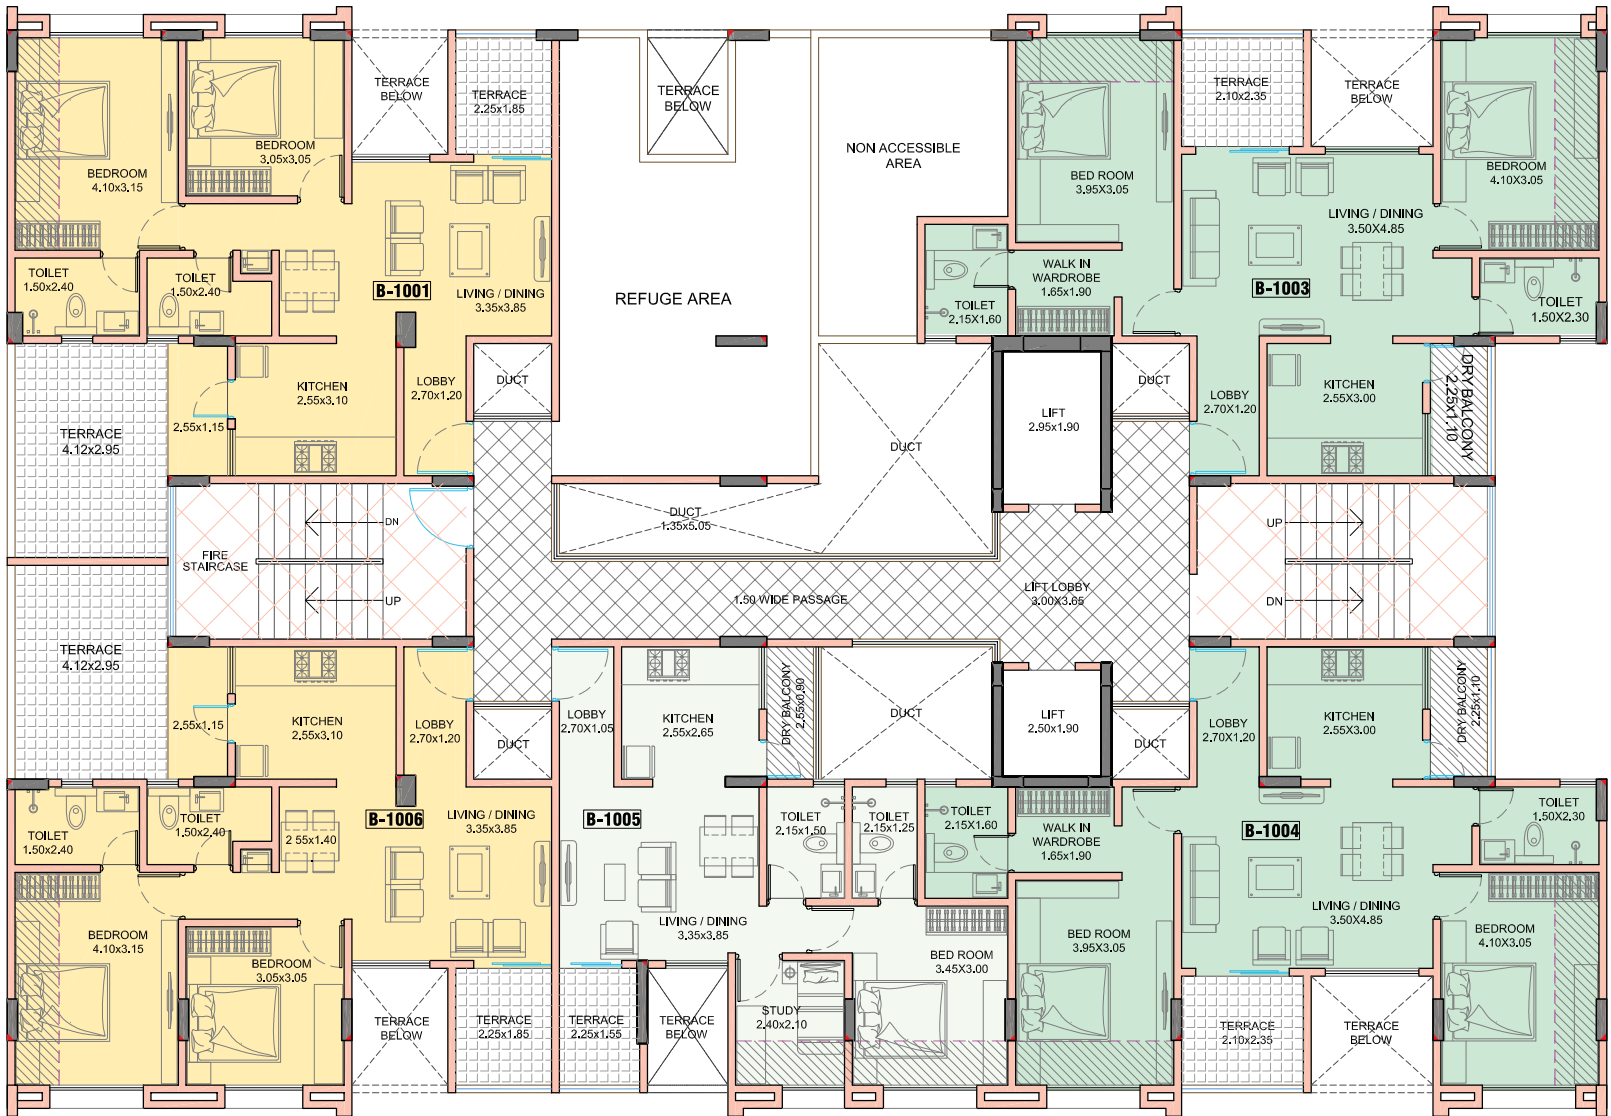 TERRACE
BELOW
TERRACE
2.25x1.85
TERRACE
BELOW
TERRACE
2.10x2.35
TERRACE
BELOW
BEDROOM
3.05x3.05
BEDROOM
4.10x3.15
NON ACCESSIBLE
AREA
BED ROOM
3.95X3.05
BEDROOM
4.10X3.05
LIVING / DINING
3.50X4.85
TOILET
1.50x2.40
TOILET
1.50x2.40
B-1001
LIVING / DINING
3.35x3.85
REFUGE AREA
WALK IN
WARDROBE
1.65x1.90
TOILET
2.15X1.60
B-1003
TOILET
1.50X2.30
KITCHEN
2.55x3.10
LOBBY
2.70x1.20
DUCT
LIFT
2.95x1.90
DUCT
LOBBY
2.70X1.20
KITCHEN
2.55X3.00
DRY BALCONY
2.25X1.10
TERRACE
4.12x2.95
2.55x1.15
DUCT
DUCT
1.35x5.05
DN
FIRE
STAIRCASE
UP
UP
DN
1.50 WIDE PASSAGE
LIFT LOBBY
3.00X3.65
TERRACE
4.12x2.95
2.55x1.15
KITCHEN
2.55x3.10
LOBBY
2.70x1.20
DUCT
LOBBY
2.70X1.05
KITCHEN
2.55x2.65
DRY BALCONY
2.55x0.90
DUCT
LIFT
2.50x1.90
DUCT
LOBBY
2.70X1.20
KITCHEN
2.55X3.00
DRY BALCONY
2.25x1.10
TOILET
1.50x2.40
TOILET
1.50x2.40
2 55x1.40
B-1006
LIVING / DINING
3.35x3.85
B-1005
TOILET
2.15X1.50
TOILET
2.15x1.25
TOILET
2.15X1.60
WALK IN
WARDROBE
1.65x1.90
B-1004
TOILET
1.50X2.30
LIVING / DINING
3.35x3.85
LIVING / DINING
3.50X4.85
BEDROOM
4.10x3.15
BEDROOM
3.05x3.05
BED ROOM
3.45X3.00
BED ROOM
3.95X3.05
BEDROOM
4.10X3.05
TERRACE
BELOW
TERRACE
2.25x1.85
TERRACE
2.25x1.55
TERRACE
BELOW
STUDY
2.40x2.10
TERRACE
2.10x2.35
TERRACE
BELOW